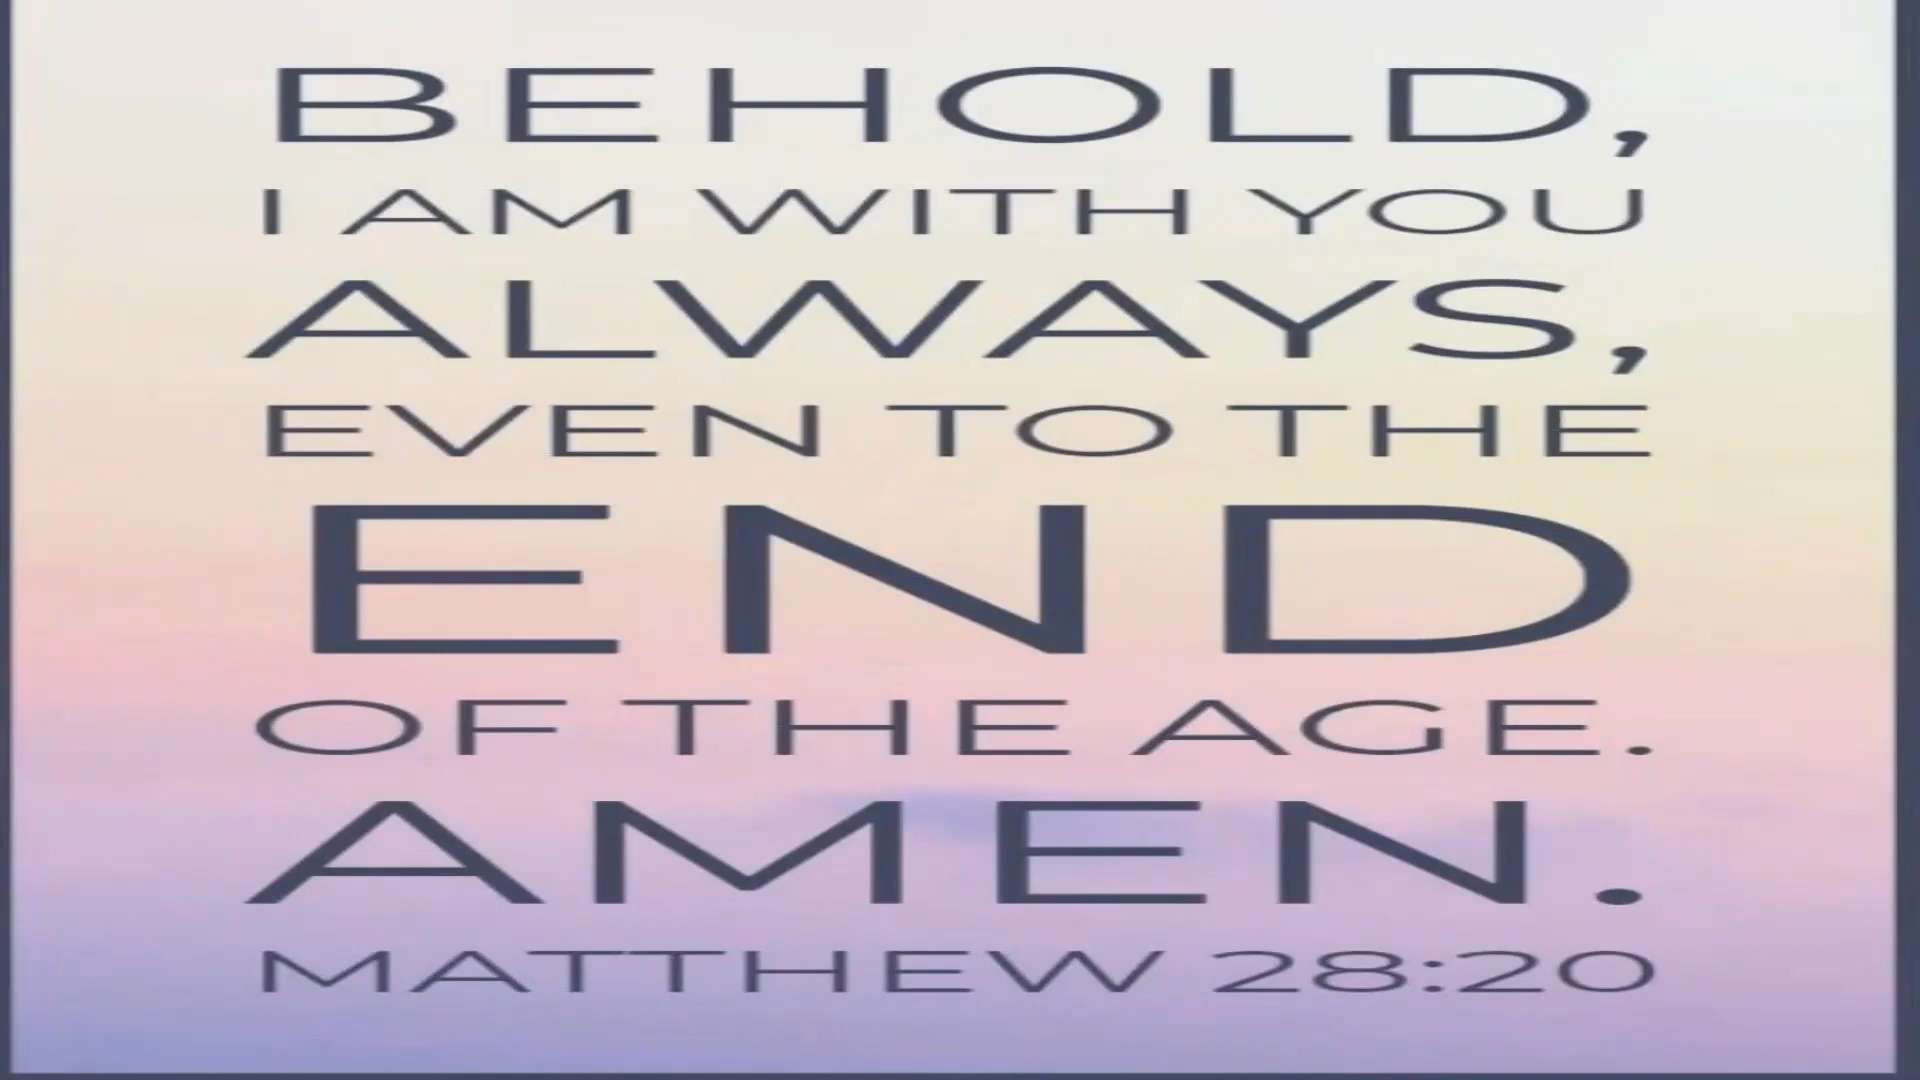 BEHOLD,
I AM WITH YOU
ALWAYS,
EVEN TO THE
END
OF THE AGE.
AMEN.
MATTHEW 28:20